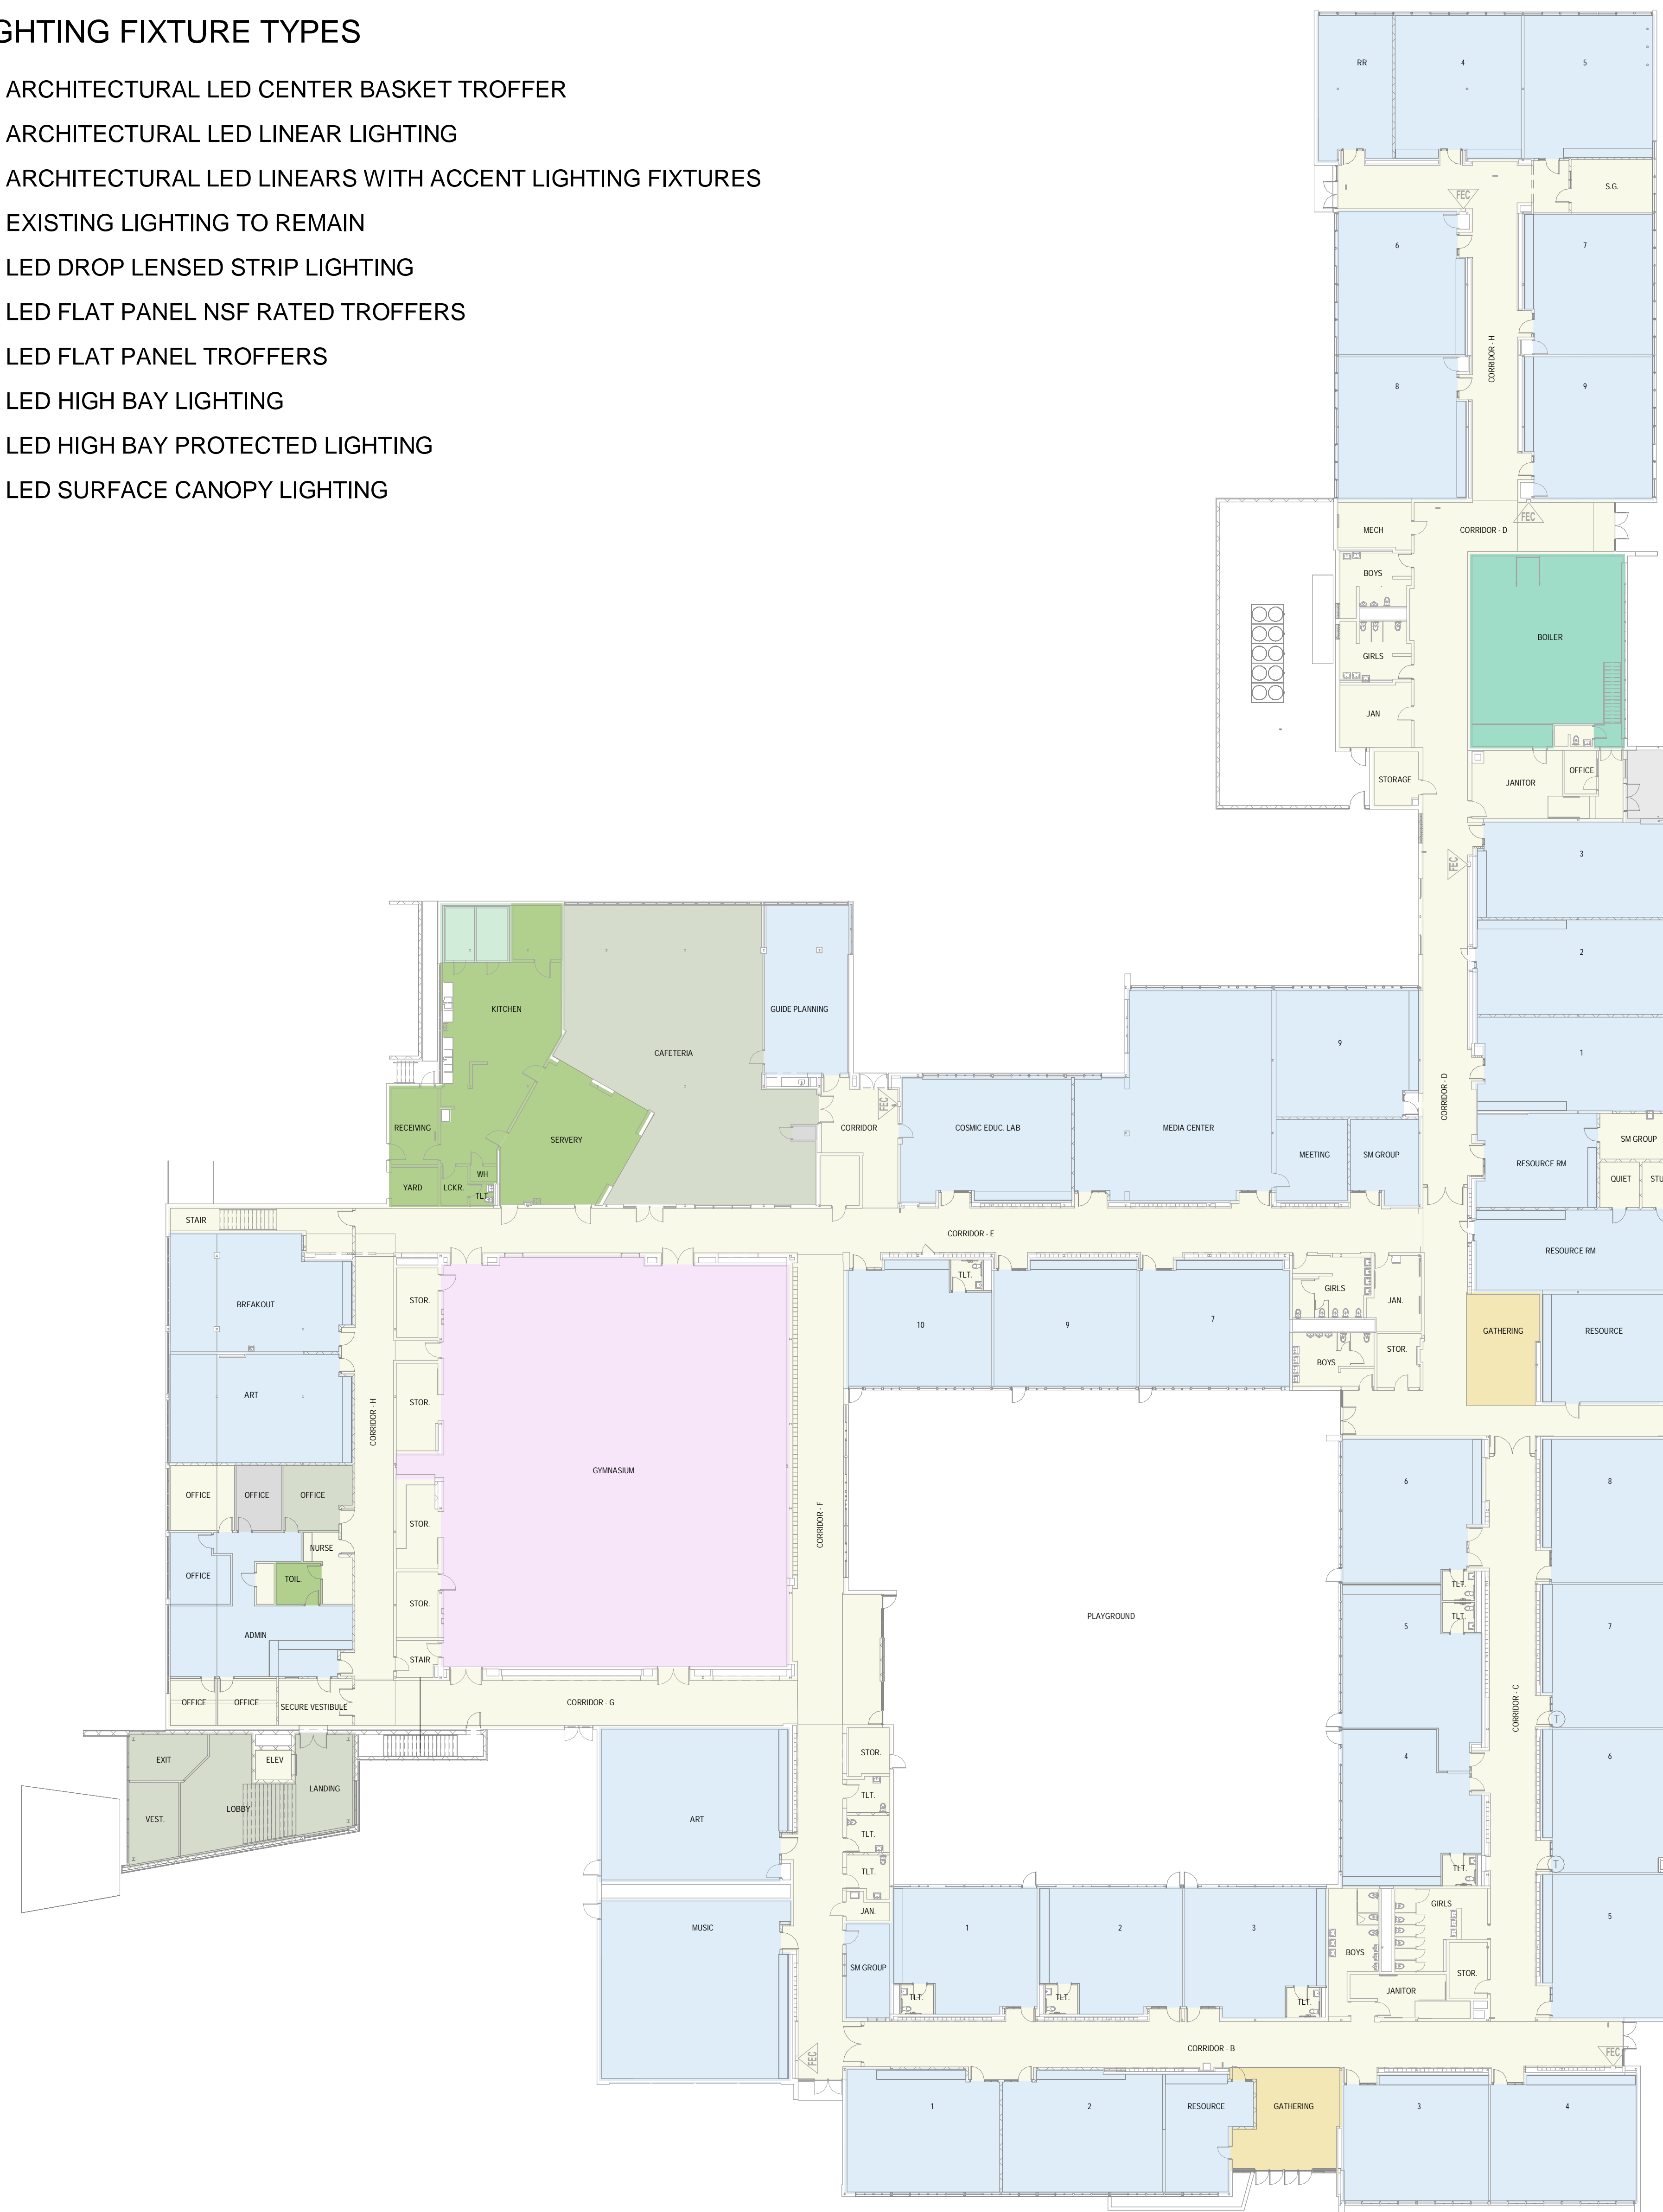 GHTING FIXTURE TYPES
ARCHITECTURAL LED CENTER BASKET TROFFER
ARCHITECTURAL LED LINEAR LIGHTING
ARCHITECTURAL LED LINEARS WITH ACCENT LIGHTING FIXTURES
EXISTING LIGHTING TO REMAIN
LED DROP LENSED STRIP LIGHTING
LED FLAT PANEL NSF RATED TROFFERS
LED FLAT PANEL TROFFERS
LED HIGH BAY LIGHTING
LED HIGH BAY PROTECTED LIGHTING
LED SURFACE CANOPY LIGHTING
RR
4
5
S.G.
FEC
6
7
CORRIDOR - H
8
9
FEC
MECH
CORRIDOR - D
BOYS
BOILER
GIRLS
JAN
STORAGE
OFFICE
JANITOR
3
FEC
2
KITCHEN
GUIDE PLANNING
CAFETERIA
9
1
CORRIDOR - D
FEC
RECEIVING
CORRIDOR
COSMIC EDUC. LAB
MEDIA CENTER
SERVERY
SM GROUP
MEETING
SM GROUP
RESOURCE RM
WH
YARD
LCKR.
TLT.
QUIET
STU
STAIR
CORRIDOR - E
RESOURCE RM
TLT.
GIRLS
JAN.
BREAKOUT
STOR.
10
9
7
GATHERING
RESOURCE
STOR.
BOYS
ART
STOR.
CORRIDOR - H
GYMNASIUM
6
8
OFFICE
OFFICE
OFFICE
STOR.
CORRIDOR - F
NURSE
OFFICE
TOIL.
TLT.
STOR.
PLAYGROUND
TLT.
5
7
ADMIN
STAIR
OFFICE
OFFICE
SECURE VESTIBULE
CORRIDOR - G
CORRIDOR - C
T
EXIT
ELEV
STOR.
4
6
LANDING
TLT.
LOBBY
VEST.
ART
TLT.
T
TLT.
TLT.
JAN.
GIRLS
5
MUSIC
1
2
3
BOYS
SM GROUP
STOR.
JANITOR
TLT.
TLT.
TLT.
CORRIDOR - B
FEC
FEC
1
2
RESOURCE
GATHERING
3
4